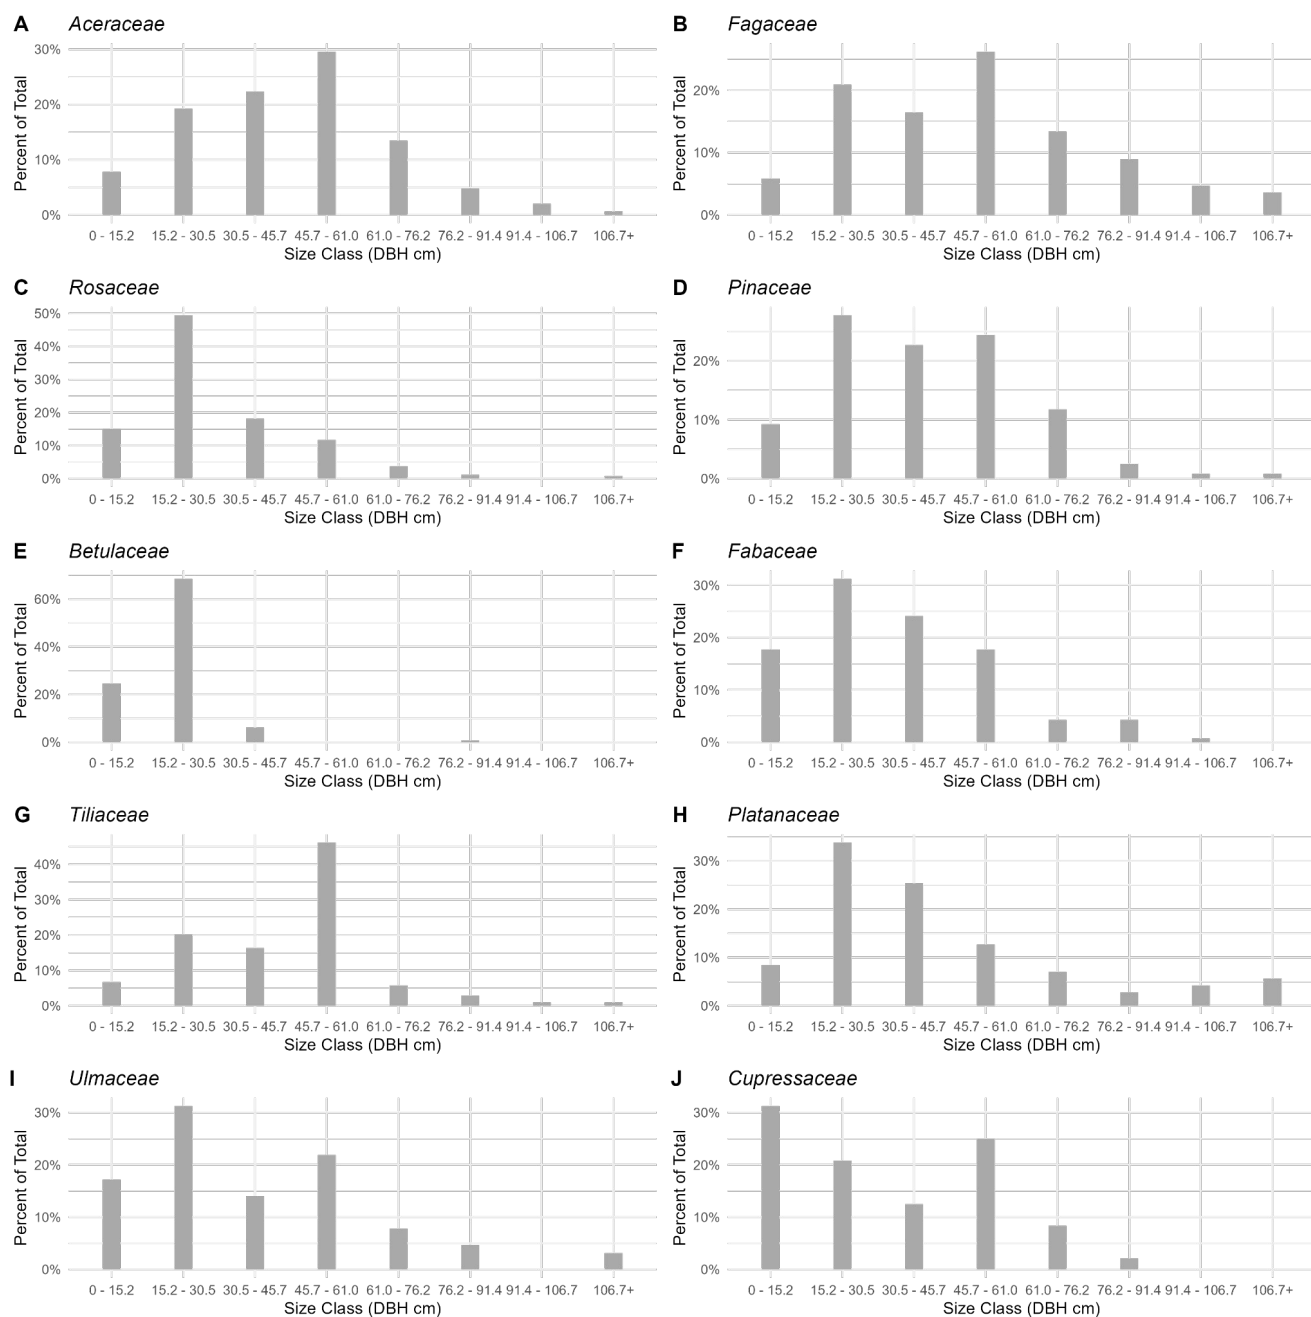 A Aceraceae
Percent of Total
30%
20%
10%
0%
0 - 15.2 15.2 - 30.5 30.5 - 45.7 45.7 - 61.0 61.0 - 76.2 76.2 - 91.4 91.4 - 106.7 106.7+
Size Class (DBH cm)
B Fagaceae
Percent of Total
20%
10%
0%
0 - 15.2 15.2 - 30.5 30.5 - 45.7 45.7 - 61.0 61.0 - 76.2 76.2 - 91.4 91.4 - 106.7 106.7+
Size Class (DBH cm)
C Rosaceae
Percent of Total
50%
40%
30%
20%
10%
0%
0 - 15.2 15.2 - 30.5 30.5 - 45.7 45.7 - 61.0 61.0 - 76.2 76.2 - 91.4 91.4 - 106.7 106.7+
Size Class (DBH cm)
D Pinaceae
Percent of Total
20%
10%
0%
0 - 15.2 15.2 - 30.5 30.5 - 45.7 45.7 - 61.0 61.0 - 76.2 76.2 - 91.4 91.4 - 106.7 106.7+
Size Class (DBH cm)
E Betulaceae
Percent of Total
60%
40%
20%
0%
0 - 15.2 15.2 - 30.5 30.5 - 45.7 45.7 - 61.0 61.0 - 76.2 76.2 - 91.4 91.4 - 106.7 106.7+
Size Class (DBH cm)
F Fabaceae
Percent of Total
30%
20%
10%
0%
0 - 15.2 15.2 - 30.5 30.5 - 45.7 45.7 - 61.0 61.0 - 76.2 76.2 - 91.4 91.4 - 106.7 106.7+
Size Class (DBH cm)
G Tiliaceae
Percent of Total
40%
30%
20%
10%
0%
0 - 15.2 15.2 - 30.5 30.5 - 45.7 45.7 - 61.0 61.0 - 76.2 76.2 - 91.4 91.4 - 106.7 106.7+
Size Class (DBH cm)
H Platanaceae
Percent of Total
30%
20%
10%
0%
0 - 15.2 15.2 - 30.5 30.5 - 45.7 45.7 - 61.0 61.0 - 76.2 76.2 - 91.4 91.4 - 106.7 106.7+
Size Class (DBH cm)
I Ulmaceae
Percent of Total
30%
20%
10%
0%
0 - 15.2 15.2 - 30.5 30.5 - 45.7 45.7 - 61.0 61.0 - 76.2 76.2 - 91.4 91.4 - 106.7 106.7+
Size Class (DBH cm)
J Cupressaceae
Percent of Total
30%
20%
10%
0%
0 - 15.2 15.2 - 30.5 30.5 - 45.7 45.7 - 61.0 61.0 - 76.2 76.2 - 91.4 91.4 - 106.7 106.7+
Size Class (DBH cm)